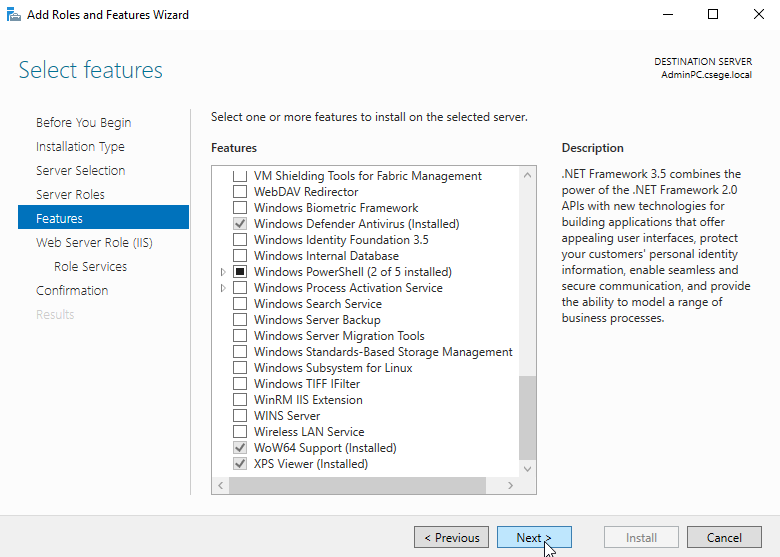 Add Roles and Features Wizard
Select features
DESTINATION SERVER
AdminPC.csege.local
Before You Begin
Installation Type
Server Selection
Server Roles
Features
Web Server Role (IIS)
Role Services
Confirmation
Results
Select one or more features to install on the selected server.
Features
VM Shielding Tools for Fabric Management
WebDAV Redirector
Windows Biometric Framework
Windows Defender Antivirus (Installed)
Windows Identity Foundation 3.5
Windows Internal Database
Windows PowerShell (2 of 5 installed)
Windows Process Activation Service
Windows Search Service
Windows Server Backup
Windows Server Migration Tools
Windows Standards-Based Storage Management
Windows Subsystem for Linux
Windows TIFF IFilter
WinRM IIS Extension
WINS Server
Wireless LAN Service
WoW64 Support (Installed)
XPS Viewer (Installed)
Description
.NET Framework 3.5 combines the
power of the .NET Framework 2.0
APIs with new technologies for
building applications that offer
appealing user interfaces, protect
your customers' personal identity
information, enable seamless and
secure communication, and provide
the ability to model a range of
business processes.
< Previous
Next >
Install
Cancel